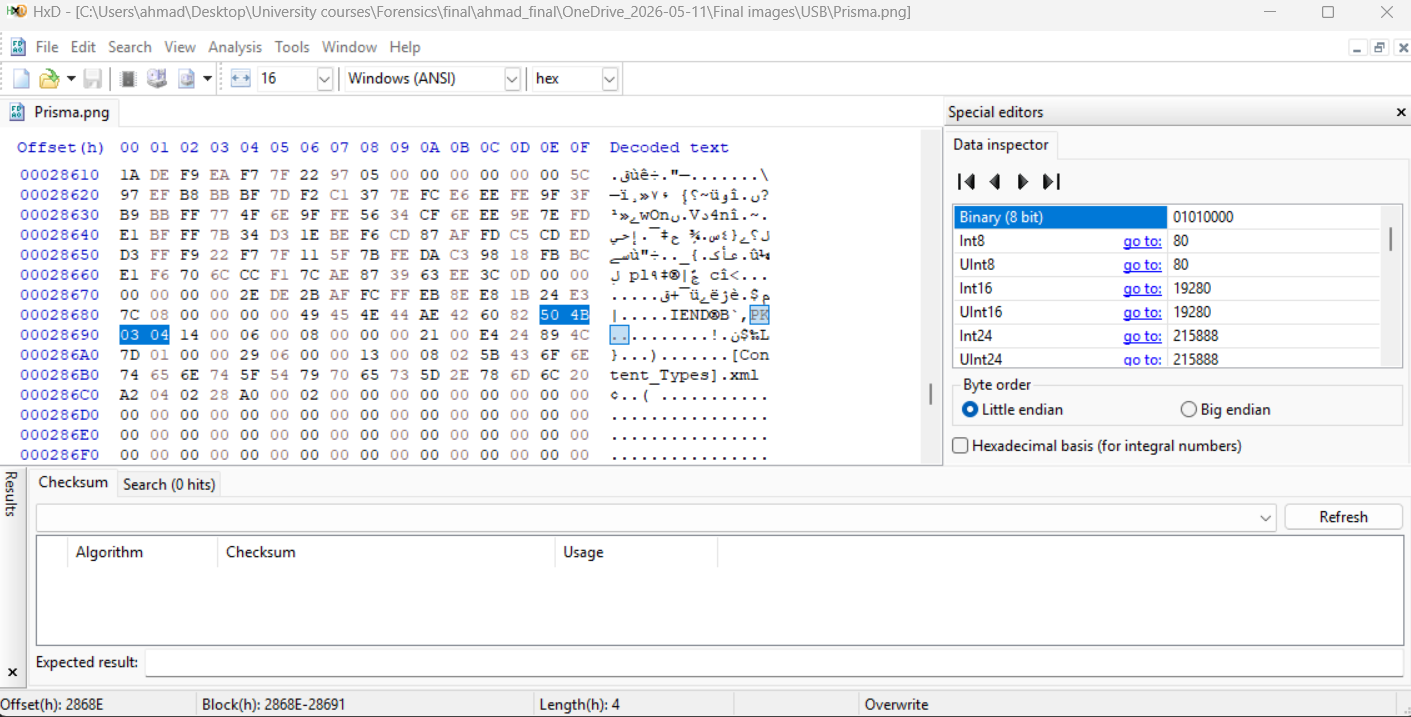 HxD - [C:\Users\ahmad\Desktop\University courses\Forensics\final\ahmad_final\OneDrive_2026-05-11\Final images\USB\Prisma.png]
File Edit Search View Analysis Tools Window Help
16 Windows (ANSI) hex
Prisma.png
Offset(h) 00 01 02 03 04 05 06 07 08 09 0A 0B 0C 0D 0E 0F Decoded text
00028610 1A DE F9 EA F7 7F 22 97 05 00 00 00 00 00 00 5C
00028620 97 EF B8 BB BF 7D F2 C1 37 7E FC E6 EE FE 9F 3F
00028630 B9 BB FF 77 4F 6E 9F FE 56 34 CF 6E EE 9E 7E FD
00028640 E1 BF FF 7B 34 D3 1E BE F6 CD 87 AF FD C5 CD ED
00028650 D3 FF F9 22 F7 7F 11 5F 7B FE DA C3 98 18 FB BC
00028660 E1 F6 70 6C CC F1 7C AE 87 39 63 EE 3C 0D 00 00
00028670 00 00 00 00 2E DE 2B AF FC FF EB 8E E8 1B 24 E3
00028680 7C 08 00 00 00 00 49 45 4E 44 AE 42 60 82 50 4B |.....IEND®B`‚PK
00028690 03 04 14 00 06 00 08 00 00 00 21 00 E4 24 89 4C
000286A0 7D 01 00 00 29 06 00 00 13 00 08 02 5B 43 6F 6E }...).......[Con
000286B0 74 65 6E 74 5F 54 79 70 65 73 5D 2E 78 6D 6C 20 tent_Types].xml
000286C0 A2 04 02 28 A0 00 02 00 00 00 00 00 00 00 00 00 ¢..( ...........
000286D0 00 00 00 00 00 00 00 00 00 00 00 00 00 00 00 00 ................
000286E0 00 00 00 00 00 00 00 00 00 00 00 00 00 00 00 00 ................
000286F0 00 00 00 00 00 00 00 00 00 00 00 00 00 00 00 00 ................
Special editors
Data inspector
Binary (8 bit) 01010000
Int8 go to: 80
UInt8 go to: 80
Int16 go to: 19280
UInt16 go to: 19280
Int24 go to: 215888
UInt24 go to: 215888
Byte order
Little endian Big endian
Hexadecimal basis (for integral numbers)
Results
Checksum Search (0 hits)
Refresh
Algorithm Checksum Usage
Expected result:
Offset(h): 2868E Block(h): 2868E-28691 Length(h): 4 Overwrite